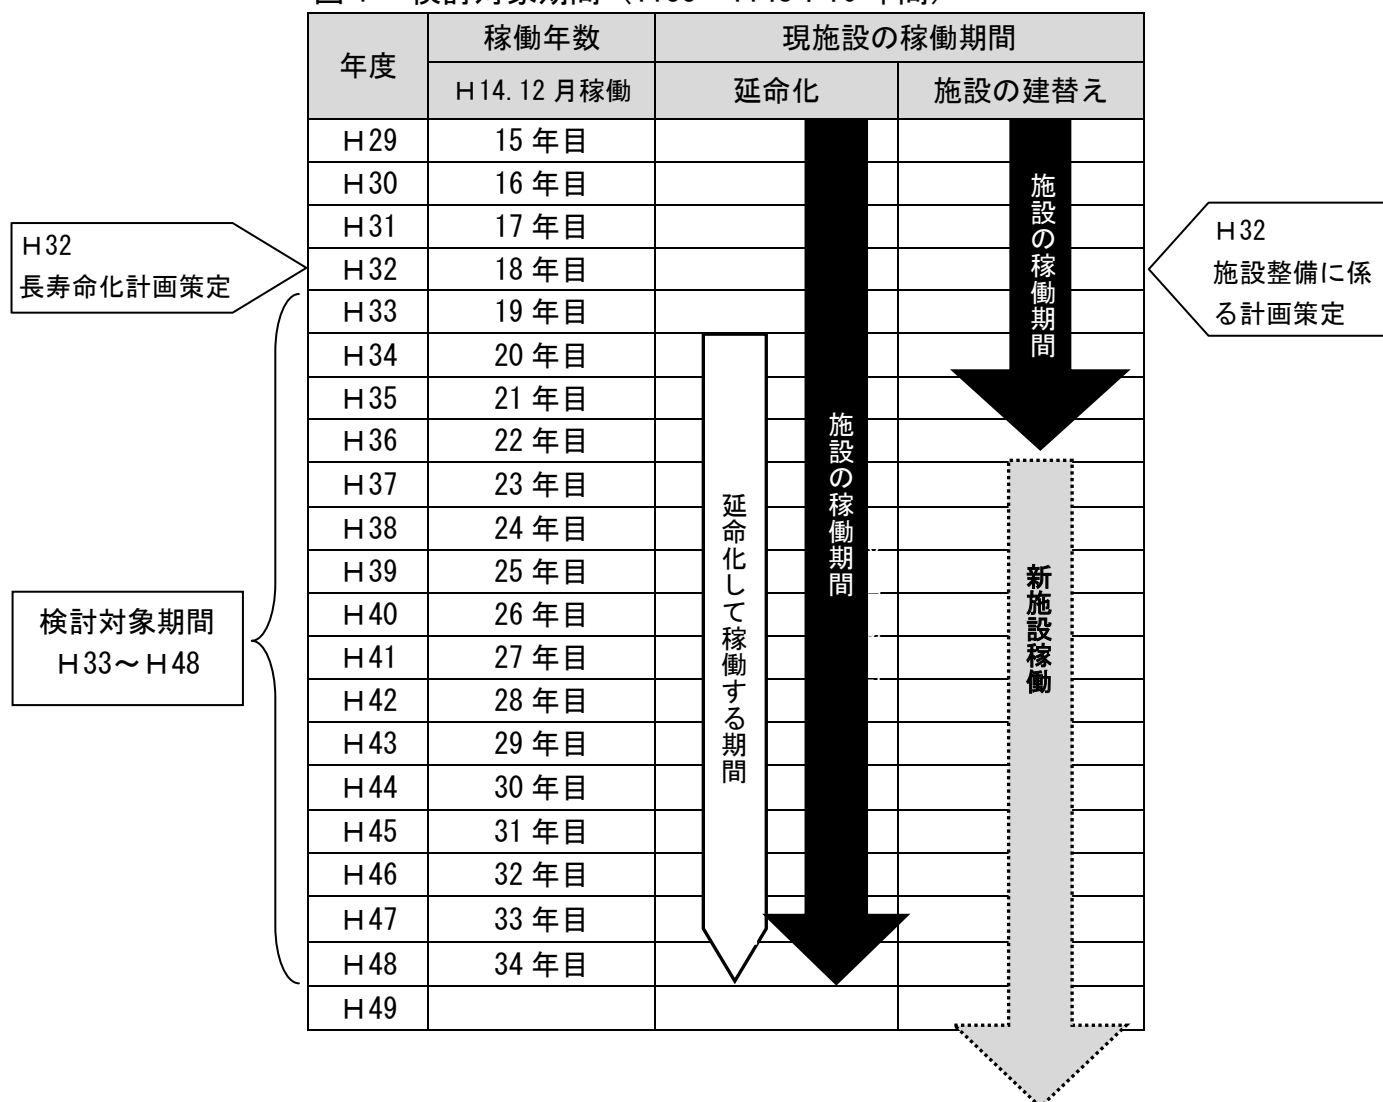 年度
稼働年数
現施設の稼働期間
H14.12月稼働
延命化
施設の建替え
H29 15年目
H30 16年目
H31 17年目
H32 18年目
H33 19年目
H34 20年目
H35 21年目
H36 22年目
H37 23年目
H38 24年目
H39 25年目
H40 26年目
H41 27年目
H42 28年目
H43 29年目
H44 30年目
H45 31年目
H46 32年目
H47 33年目
H48 34年目
H49
H32
長寿命化計画策定
検討対象期間
H33～H48
延命化して稼働する期間
施設の稼働期間
施設の稼働期間
新施設稼働
H32
施設整備に係
る計画策定